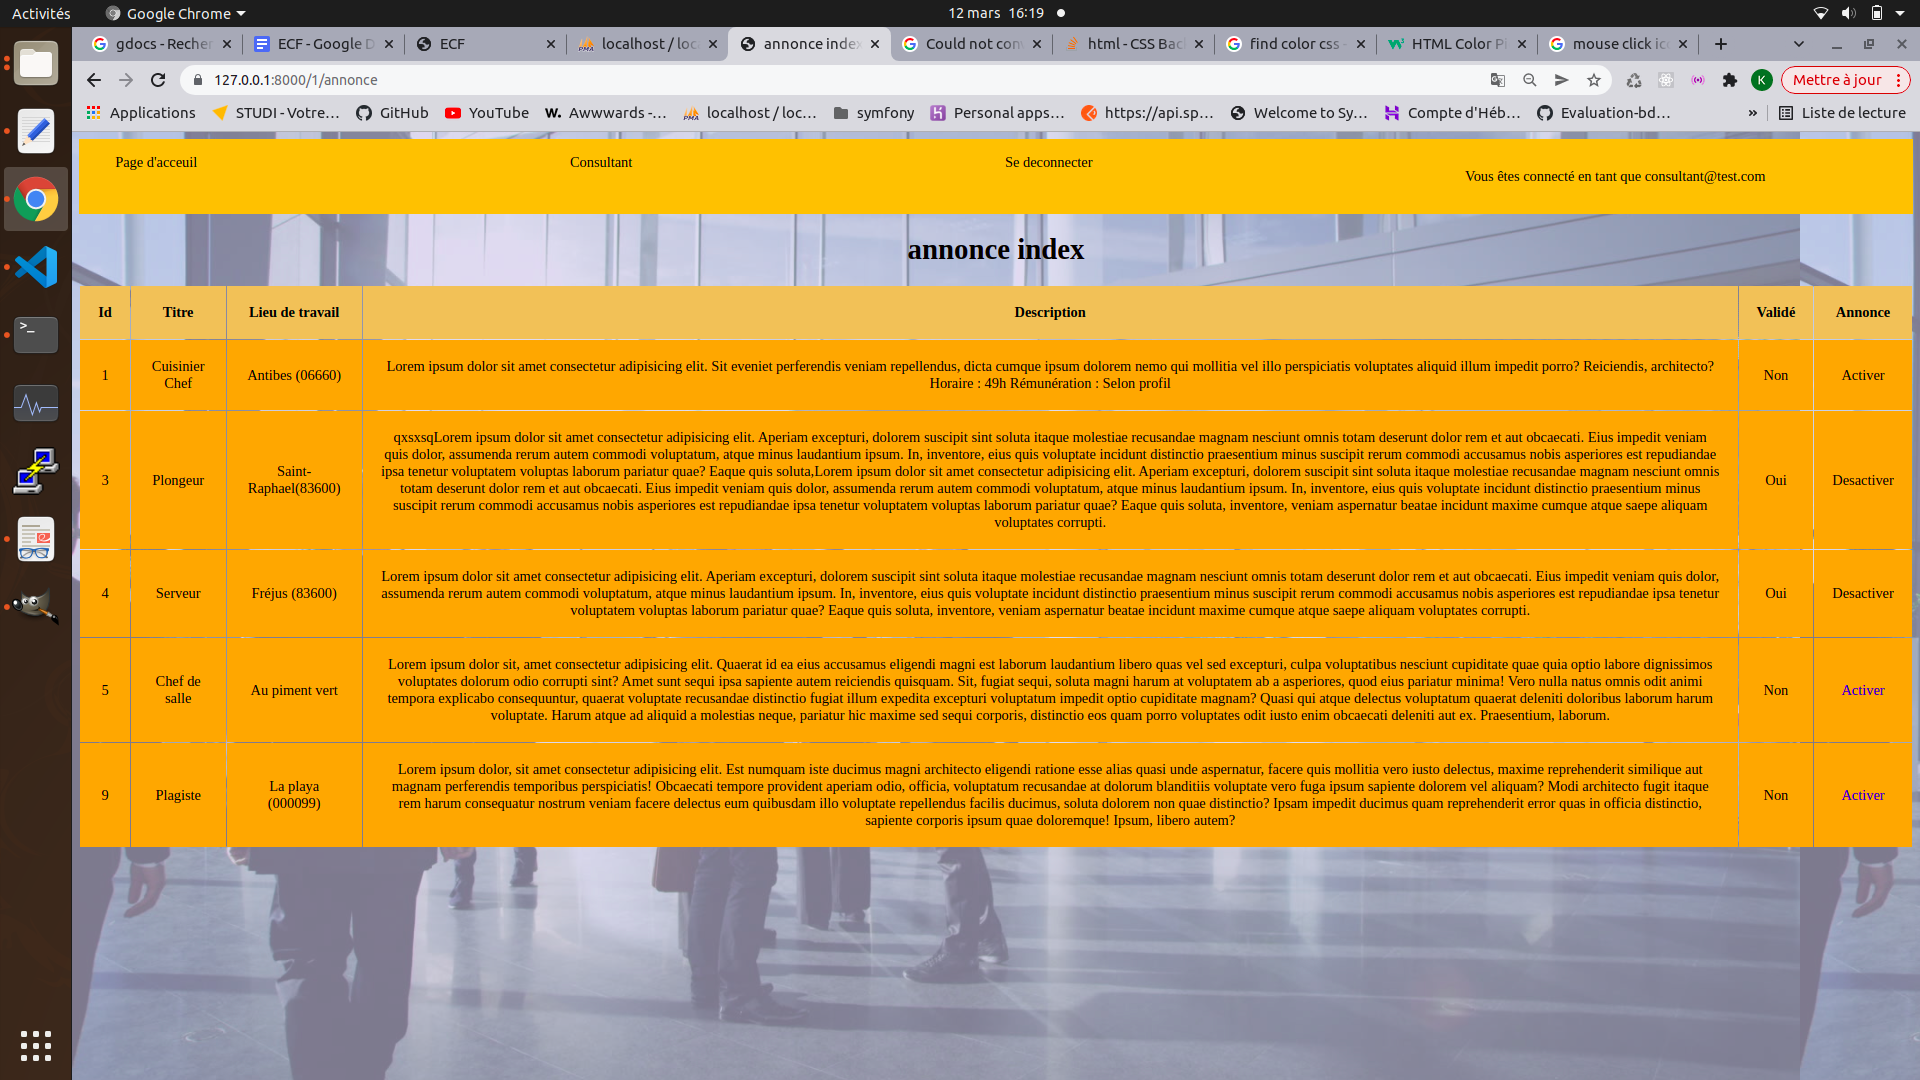 Activités
Google Chrome
12 mars 16:19
gdocs - Recher
ECF - Google D
ECF
localhost / loc
annonce index
Could not con
html - CSS Bac
find color css -
HTML Color Pi
mouse click ico
127.0.0.1:8000/1/annonce
K
Mettre à jour
Applications
STUDI - Votre…
GitHub
YouTube
W. Awwwards -…
localhost / loc…
symfony
Personal apps…
https://api.sp…
Welcome to Sy…
Compte d'Héb…
Evaluation-bd…
»
Liste de lecture
Page d'acceuil
Consultant
Se deconnecter
Vous êtes connecté en tant que consultant@test.com
annonce index
Id Titre Lieu de travail Description Validé Annonce
1
Cuisinier
Chef
Antibes (06660)
Lorem ipsum dolor sit amet consectetur adipisicing elit. Sit eveniet perferendis veniam repellendus, dicta cumque ipsum dolorem nemo qui mollitia vel illo perspiciatis voluptates aliquid illum impedit porro? Reiciendis, architecto?
Horaire : 49h Rémunération : Selon profil
Non
Activer
3
Plongeur
Saint-
Raphael(83600)
qxsxsqLorem ipsum dolor sit amet consectetur adipisicing elit. Aperiam excepturi, dolorem suscipit sint soluta itaque molestiae recusandae magnam nesciunt omnis totam deserunt dolor rem et aut obcaecati. Eius impedit veniam
quis dolor, assumenda rerum autem commodi voluptatum, atque minus laudantium ipsum. In, inventore, eius quis voluptate incidunt distinctio praesentium minus suscipit rerum commodi accusamus nobis asperiores est repudiandae
ipsa tenetur voluptatem voluptas laborum pariatur quae? Eaque quis soluta,Lorem ipsum dolor sit amet consectetur adipisicing elit. Aperiam excepturi, dolorem suscipit sint soluta itaque molestiae recusandae magnam nesciunt omnis
totam deserunt dolor rem et aut obcaecati. Eius impedit veniam quis dolor, assumenda rerum autem commodi voluptatum, atque minus laudantium ipsum. In, inventore, eius quis voluptate incidunt distinctio praesentium minus
suscipit rerum commodi accusamus nobis asperiores est repudiandae ipsa tenetur voluptatem voluptas laborum pariatur quae? Eaque quis soluta, inventore, veniam aspernatur beatae incidunt maxime cumque atque saepe aliquam
voluptates corrupti.
Oui
Desactiver
4
Serveur
Fréjus (83600)
Lorem ipsum dolor sit amet consectetur adipisicing elit. Aperiam excepturi, dolorem suscipit sint soluta itaque molestiae recusandae magnam nesciunt omnis totam deserunt dolor rem et aut obcaecati. Eius impedit veniam quis dolor,
assumenda rerum autem commodi voluptatum, atque minus laudantium ipsum. In, inventore, eius quis voluptate incidunt distinctio praesentium minus suscipit rerum commodi accusamus nobis asperiores est repudiandae ipsa tenetur
voluptatem voluptas laborum pariatur quae? Eaque quis soluta, inventore, veniam aspernatur beatae incidunt maxime cumque atque saepe aliquam voluptates corrupti.
Oui
Desactiver
5
Chef de
salle
Au piment vert
Lorem ipsum dolor sit, amet consectetur adipisicing elit. Quaerat id ea eius accusamus eligendi magni est laborum laudantium libero quas vel sed excepturi, culpa voluptatibus nesciunt cupiditate quae quia optio labore dignissimos
voluptates dolorum odio corrupti sint? Amet sunt sequi ipsa sapiente autem reiciendis quisquam. Sit, fugiat sequi, soluta magni harum at voluptatem ab a asperiores, quod eius pariatur minima! Vero nulla natus omnis odit animi
tempora explicabo consequuntur, quaerat voluptate recusandae distinctio fugiat illum expedita excepturi voluptatum impedit optio cupiditate magnam? Quasi qui atque delectus voluptatum quaerat deleniti doloribus laborum harum
voluptate. Harum atque ad aliquid a molestias neque, pariatur hic maxime sed sequi corporis, distinctio eos quam porro voluptates odit iusto enim obcaecati deleniti aut ex. Praesentium, laborum.
Non
Activer
9
Plagiste
La playa
(000099)
Lorem ipsum dolor, sit amet consectetur adipisicing elit. Est numquam iste ducimus magni architecto eligendi ratione esse alias quasi unde aspernatur, facere quis mollitia vero iusto delectus, maxime reprehenderit similique aut
magnam perferendis temporibus perspiciatis! Obcaecati tempore provident aperiam odio, officia, voluptatum recusandae at dolorum blanditiis voluptate vero fuga ipsum sapiente dolorem vel aliquam? Modi architecto fugit itaque
rem harum consequatur nostrum veniam facere delectus eum quibusdam illo voluptate repellendus facilis ducimus, soluta dolorem non quae distinctio? Ipsam impedit ducimus quam reprehenderit error quas in officia distinctio,
sapiente corporis ipsum quae doloremque! Ipsum, libero autem?
Non
Activer